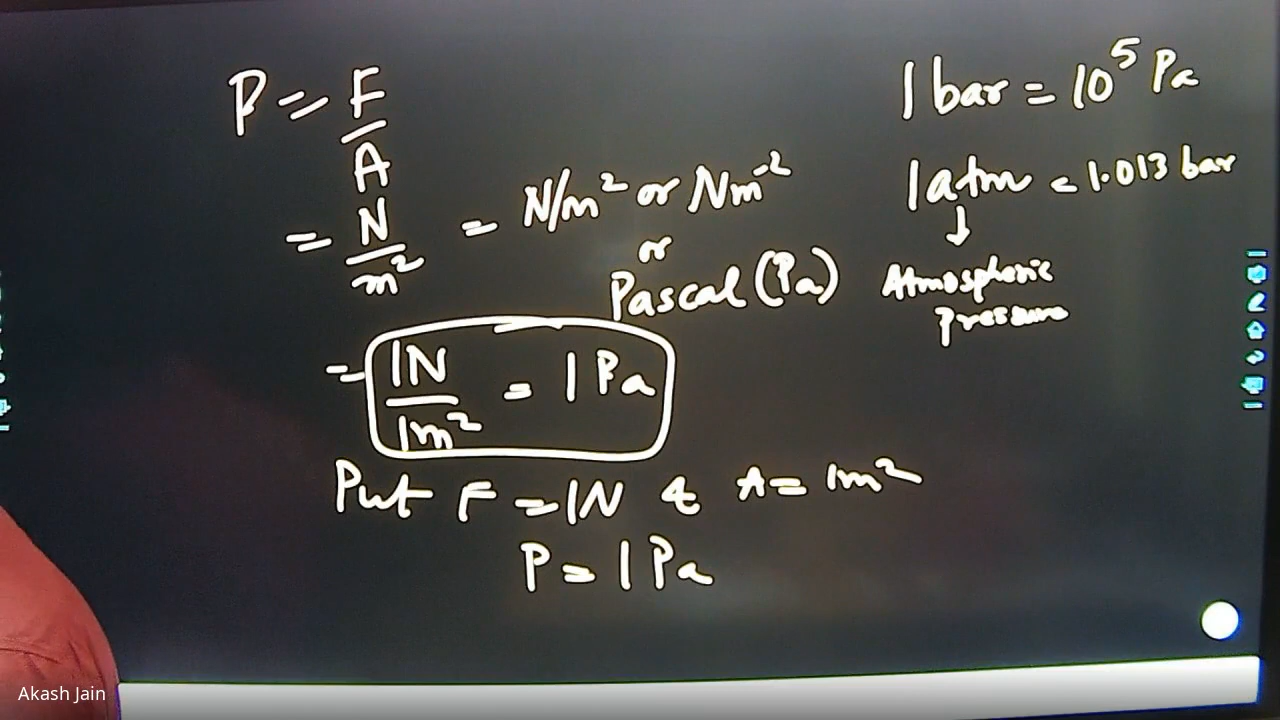 P = F/A
= N/m² = N/m² or Nm⁻²
or
Pascal (Pa)
= 1N/1m² = 1 Pa
Put F = 1N & A = 1m²
P = 1 Pa
1 bar = 10⁵ Pa
1 atm = 1.013 bar
↓
Atmospheric
Pressure
Akash Jain